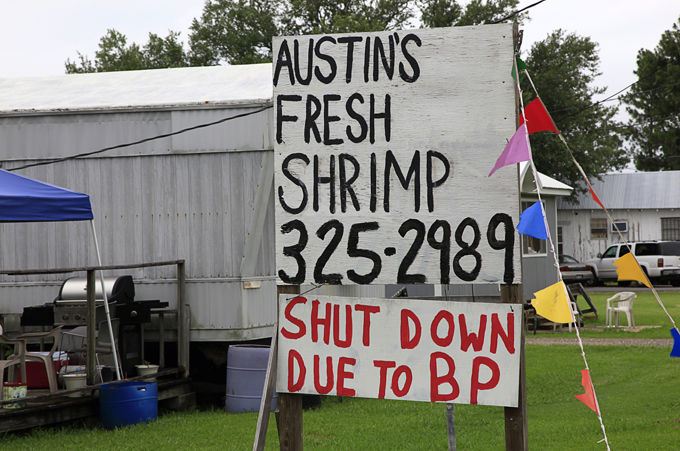 AUSTIN'S
FRESH
SHRIMP
325-2989
SHUT DOWN
DUE TO BP